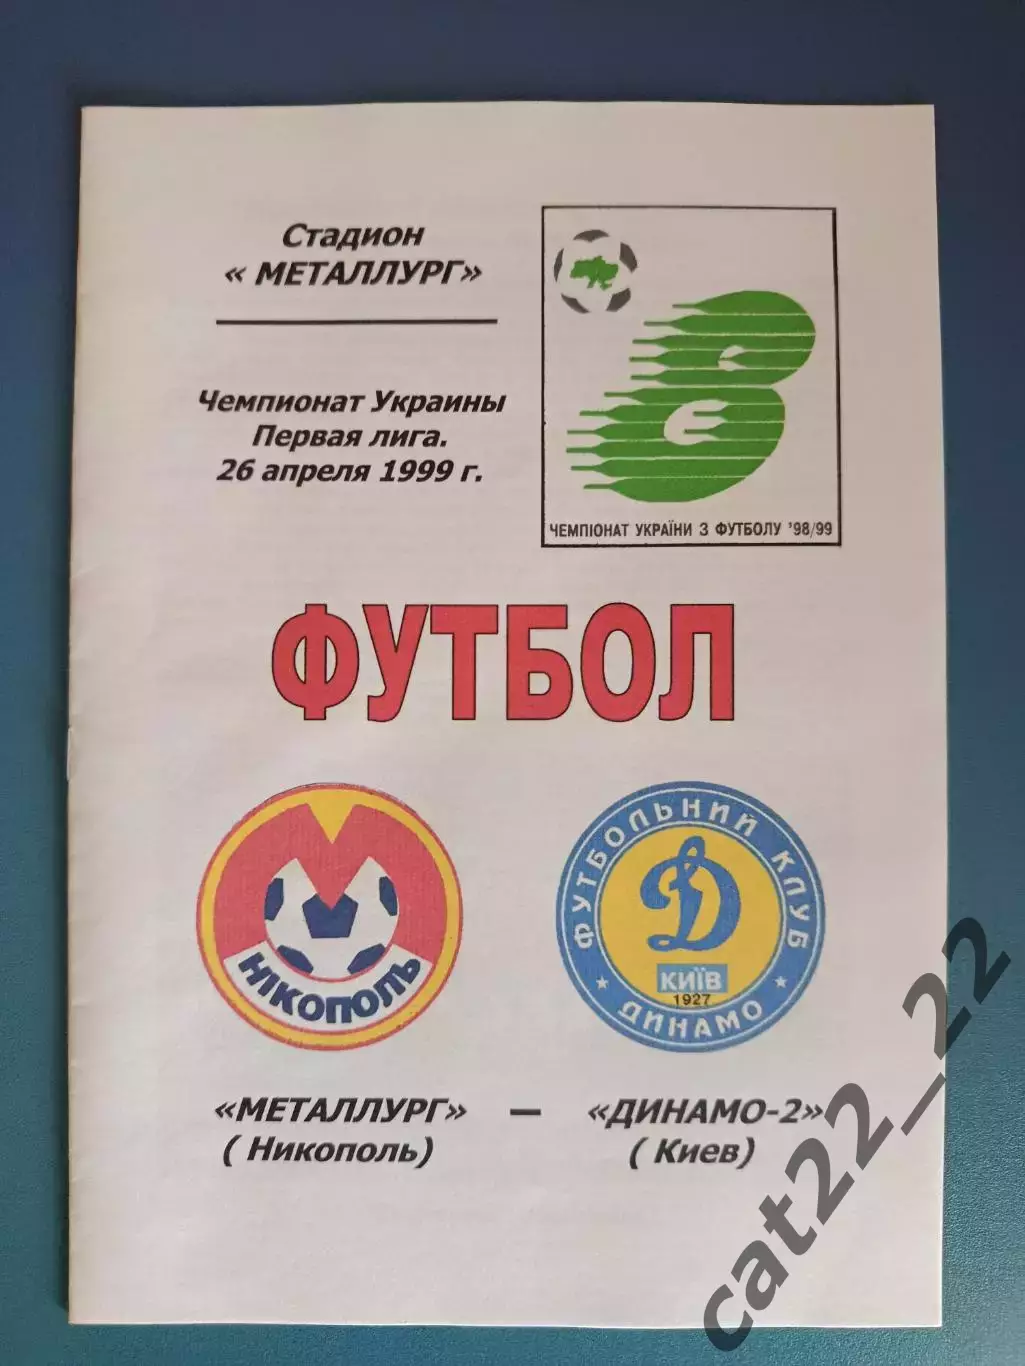 Стадион
« МЕТАЛЛУРГ»
Чемпионат Украины
Первая лига.
26 апреля 1999 г.
ЧЕМПІОНАТ УКРАЇНИ З ФУТБОЛУ '98/99
ФУТБОЛ
М
НІКОПОЛЬ
ФУТБОЛЬНИЙ КЛУБ
Д
КИЇВ
1927
ДИНАМО
«МЕТАЛЛУРГ» — «ДИНАМО-2»
( Никополь) ( Киев)
cat22_22